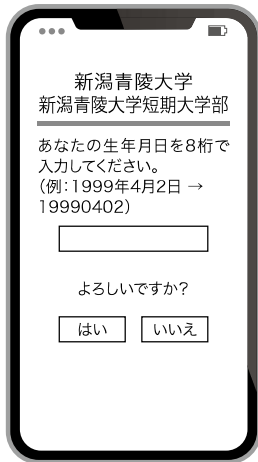 新潟青陵大学
新潟青陵大学短期大学部
あなたの生年月日を8桁で
入力してください。
（例：1999年4月2日 →
19990402）
よろしいですか？
はい いいえ